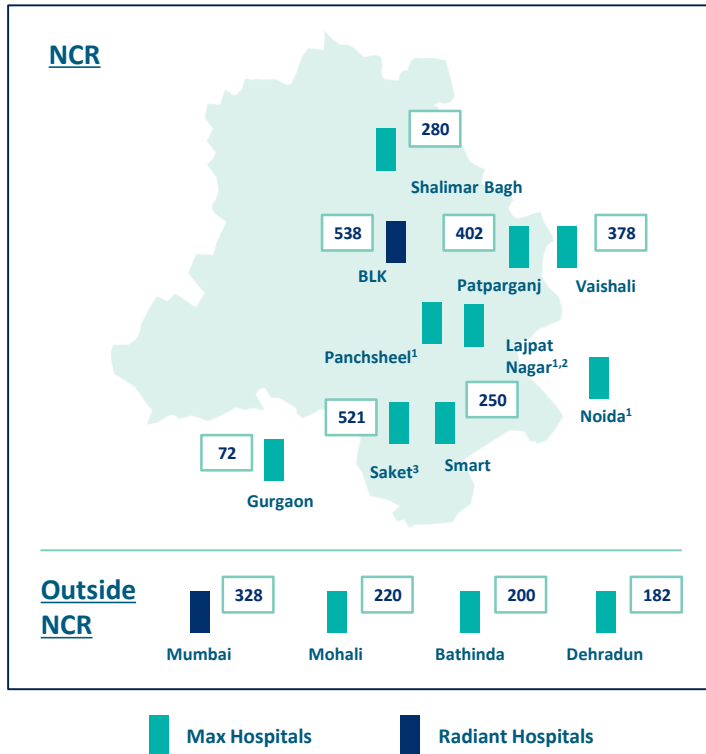 NCR
280
Shalimar Bagh
538
BLK
402
Patparganj
378
Vaishali
Panchsheel¹
Lajpat
Nagar¹,²
Noida¹
521
Saket³
250
Smart
72
Gurgaon
Outside
NCR
328
Mumbai
220
Mohali
200
Bathinda
182
Dehradun
Max Hospitals
Radiant Hospitals